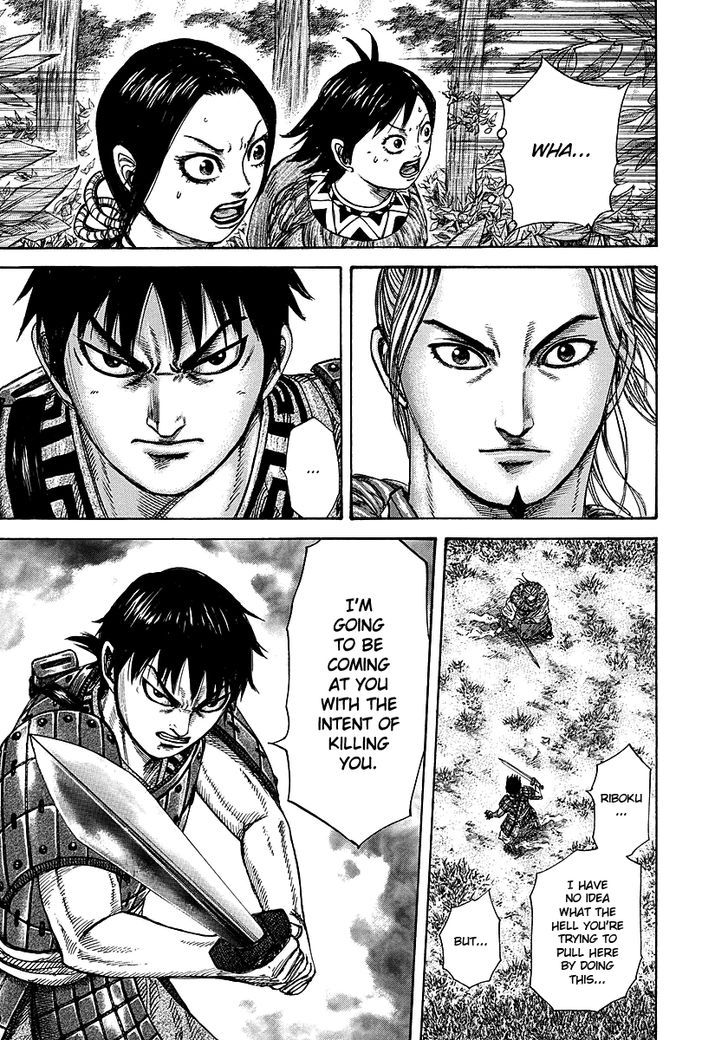 WHA...
...
RIBOKU
...
I HAVE
NO IDEA
WHAT THE
HELL YOU'RE
TRYING TO
PULL HERE
BY DOING
THIS...
BUT...
I'M
GOING
TO BE
COMING
AT YOU
WITH THE
INTENT OF
KILLING
YOU.